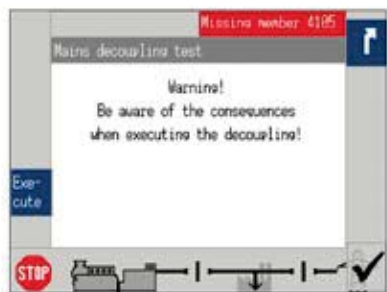 Missing member 4105
Mains decoupling test
Warning!
Be aware of the consequences
when executing the decoupling!
Exe-
cute
STOP